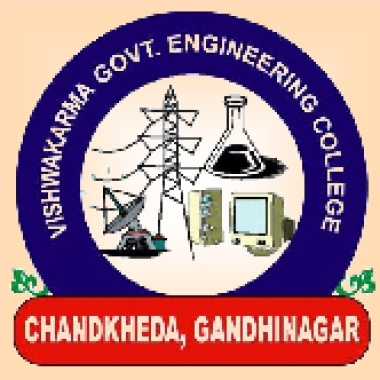 VISHWAKARMA GOVT. ENGINEERING COLLEGE
CHANDKHEDA, GANDHINAGAR